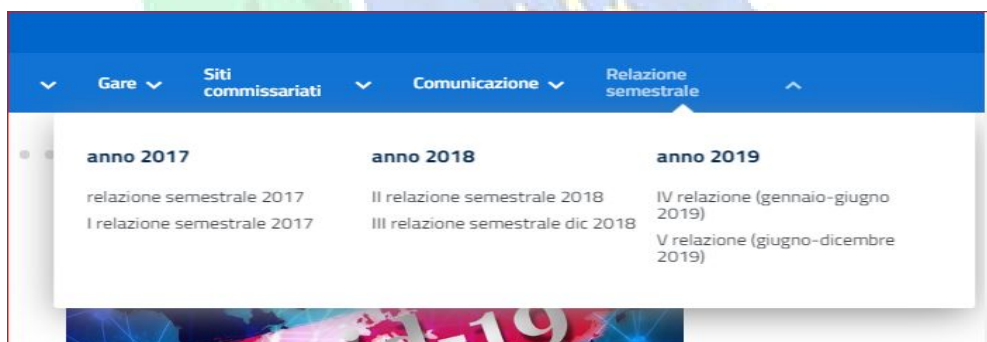 Gare
Siti
commissariati
Comunicazione
Relazione
semestrale
anno 2017
relazione semestrale 2017
I relazione semestrale 2017
anno 2018
II relazione semestrale 2018
III relazione semestrale dic 2018
anno 2019
IV relazione (gennaio-giugno
2019)
V relazione (giugno-dicembre
2019)
-19